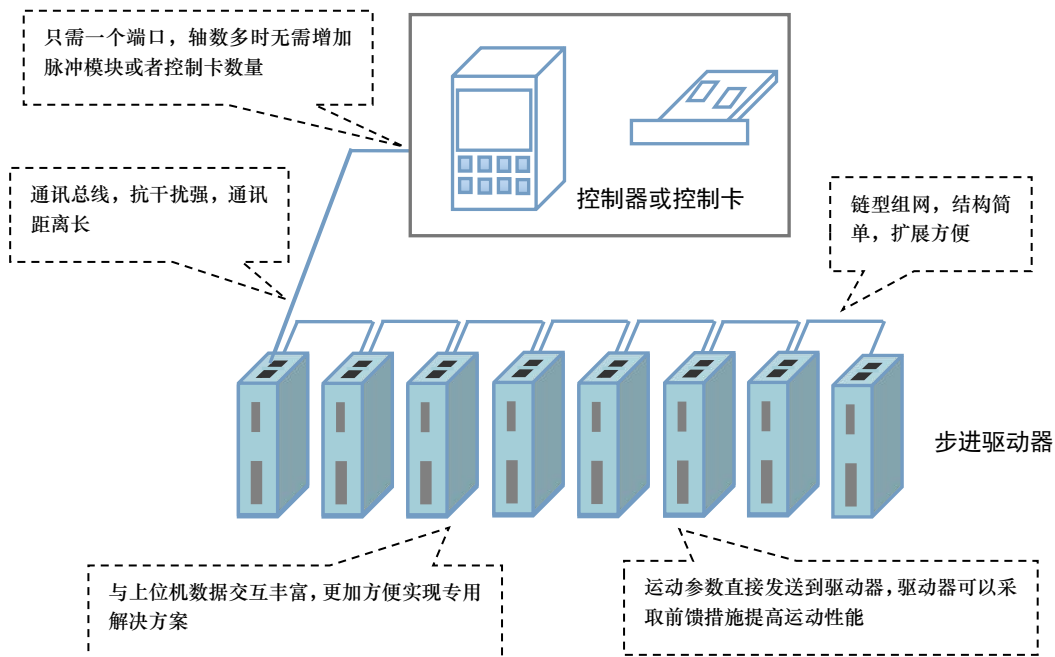 只需一个端口，轴数多时无需增加
脉冲模块或者控制卡数量
控制器或控制卡
通讯总线，抗干扰强，通讯
距离长
链型组网，结构简
单，扩展方便
步进驱动器
与上位机数据交互丰富，更加方便实现专用
解决方案
运动参数直接发送到驱动器，驱动器可以采
取前馈措施提高运动性能